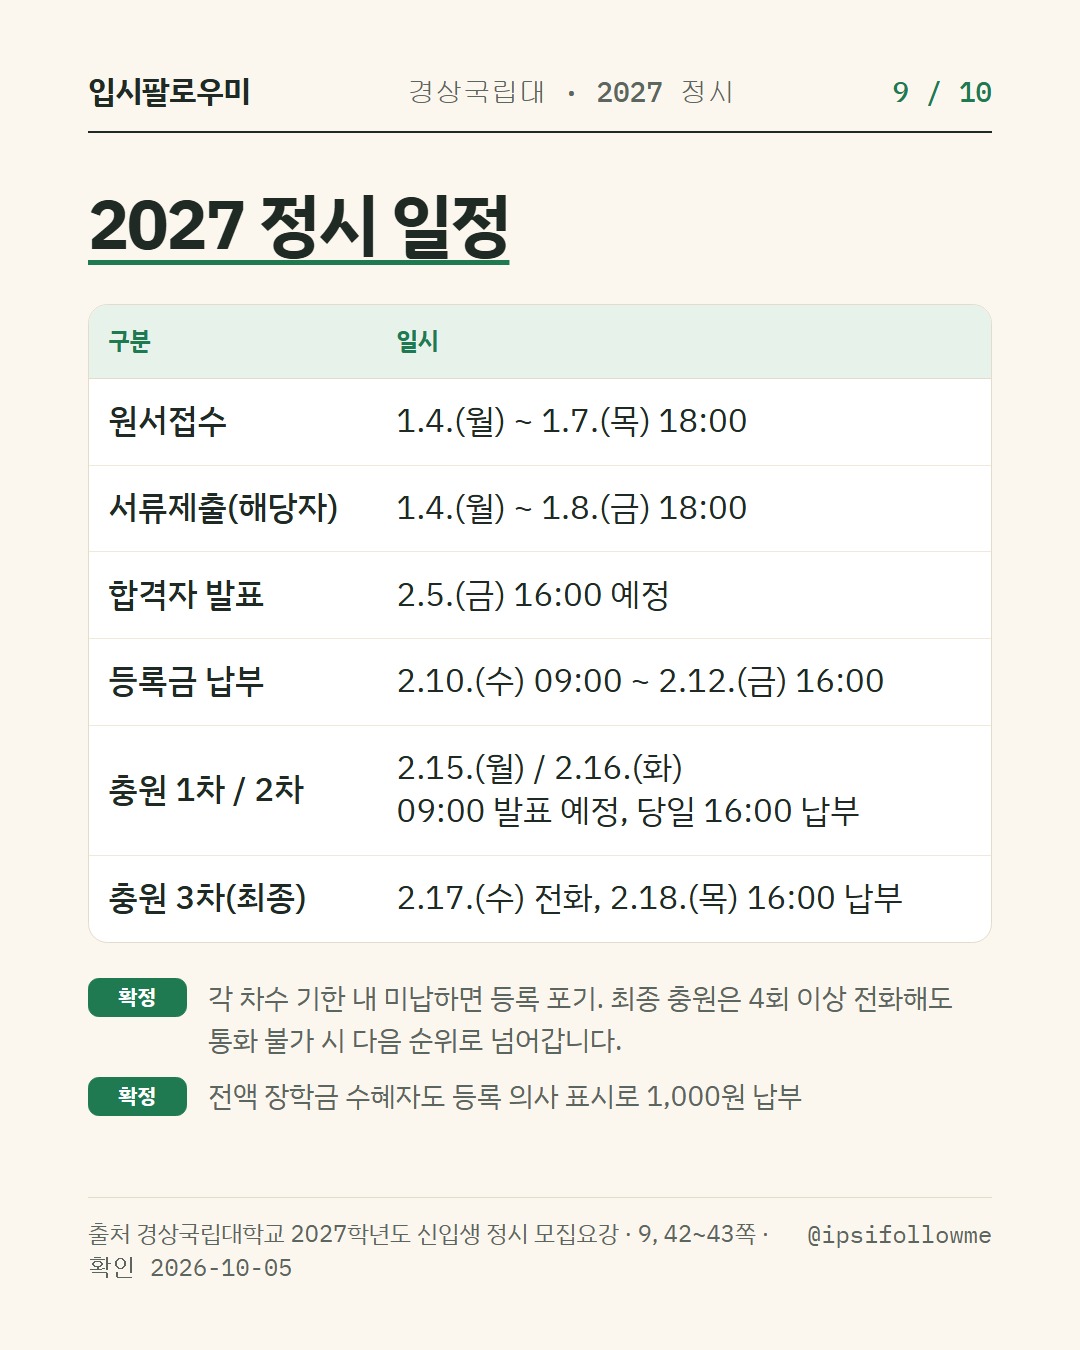 입시팔로우미
경상국립대 · 2027 정시
9 / 10
2027 정시 일정
구분 일시
원서접수 1.4.(월) ~ 1.7.(목) 18:00
서류제출(해당자) 1.4.(월) ~ 1.8.(금) 18:00
합격자 발표 2.5.(금) 16:00 예정
등록금 납부 2.10.(수) 09:00 ~ 2.12.(금) 16:00
충원 1차 / 2차 2.15.(월) / 2.16.(화)
09:00 발표 예정, 당일 16:00 납부
충원 3차(최종) 2.17.(수) 전화, 2.18.(목) 16:00 납부
확정 각 차수 기한 내 미납하면 등록 포기. 최종 충원은 4회 이상 전화해도
통화 불가 시 다음 순위로 넘어갑니다.
확정 전액 장학금 수혜자도 등록 의사 표시로 1,000원 납부
출처 경상국립대학교 2027학년도 신입생 정시 모집요강 · 9, 42~43쪽 ·
확인 2026-10-05
@ipsifollowme